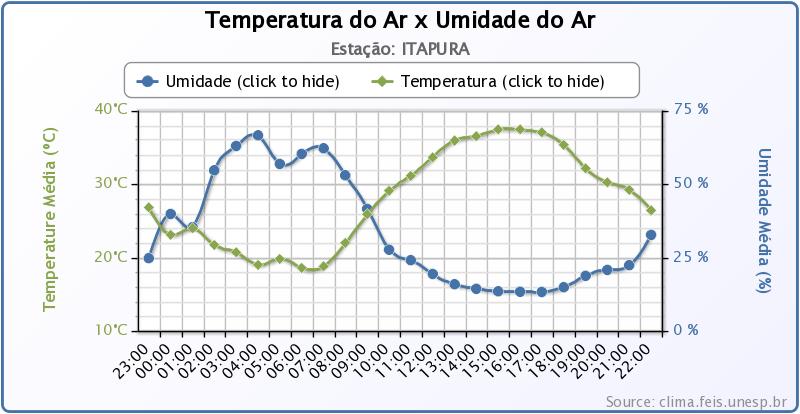 Temperatura do Ar x Umidade do Ar
Estação: ITAPURA
Umidade (click to hide) Temperatura (click to hide)
Temperature Média (ºC)
40°C
30°C
20°C
10°C
75 %
50 %
25 %
0 %
Umidade Média (%)
23:00 00:00 01:00 02:00 03:00 04:00 05:00 06:00 07:00 08:00 09:00 10:00 11:00 12:00 13:00 14:00 15:00 16:00 17:00 18:00 19:00 20:00 21:00 22:00
Source: clima.feis.unesp.br